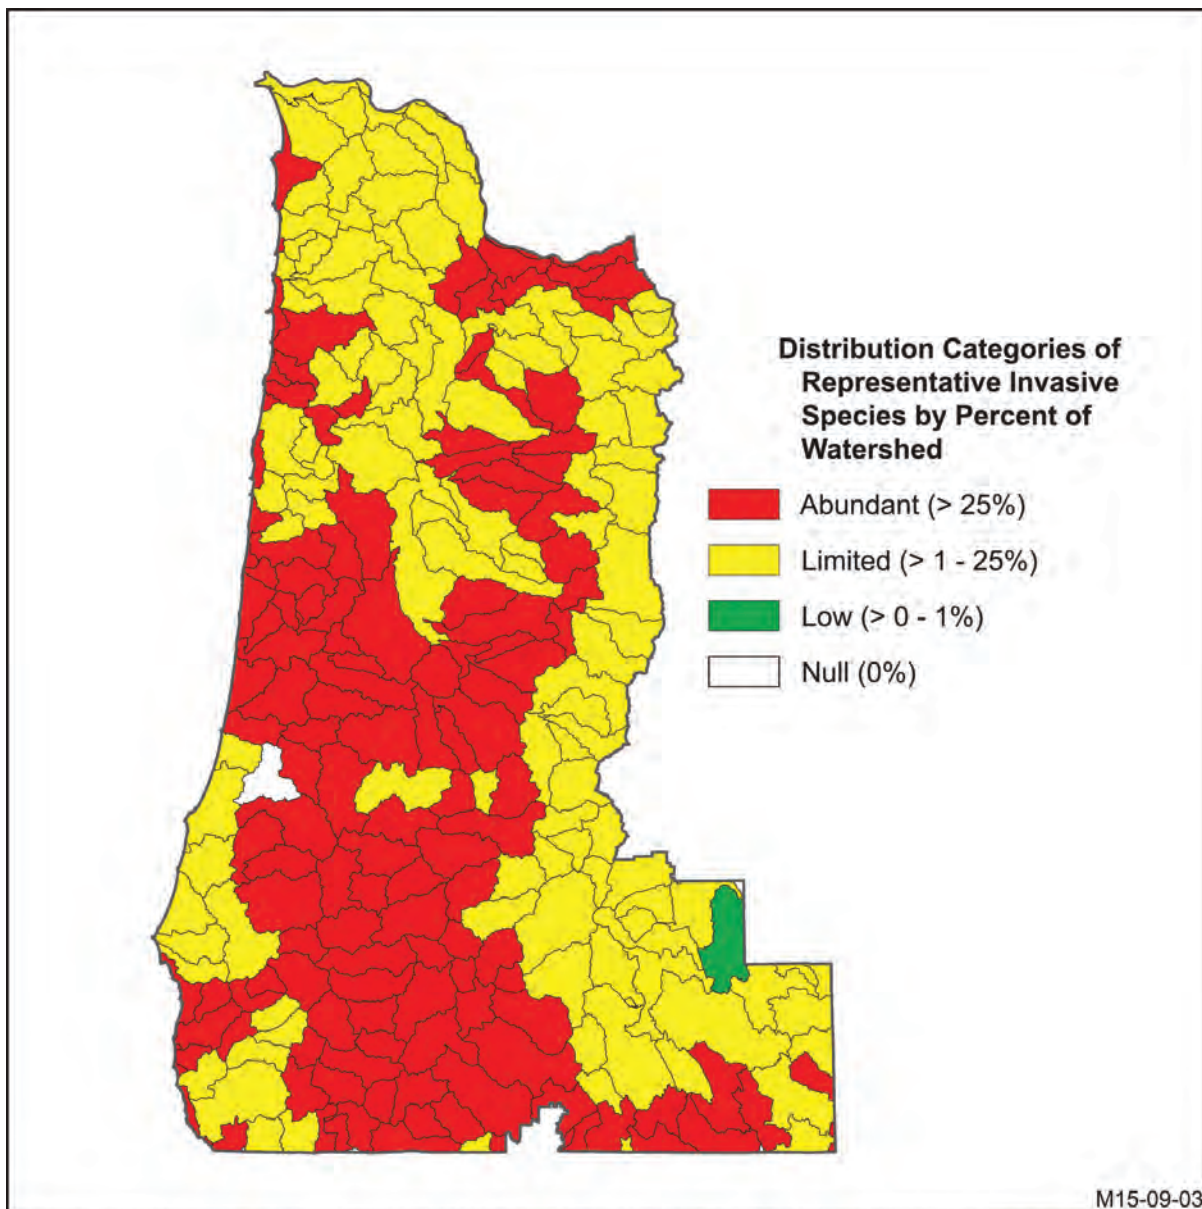 Distribution Categories of
Representative Invasive
Species by Percent of
Watershed
Abundant (> 25%)
Limited (> 1 - 25%)
Low (> 0 - 1%)
Null (0%)
M15-09-03